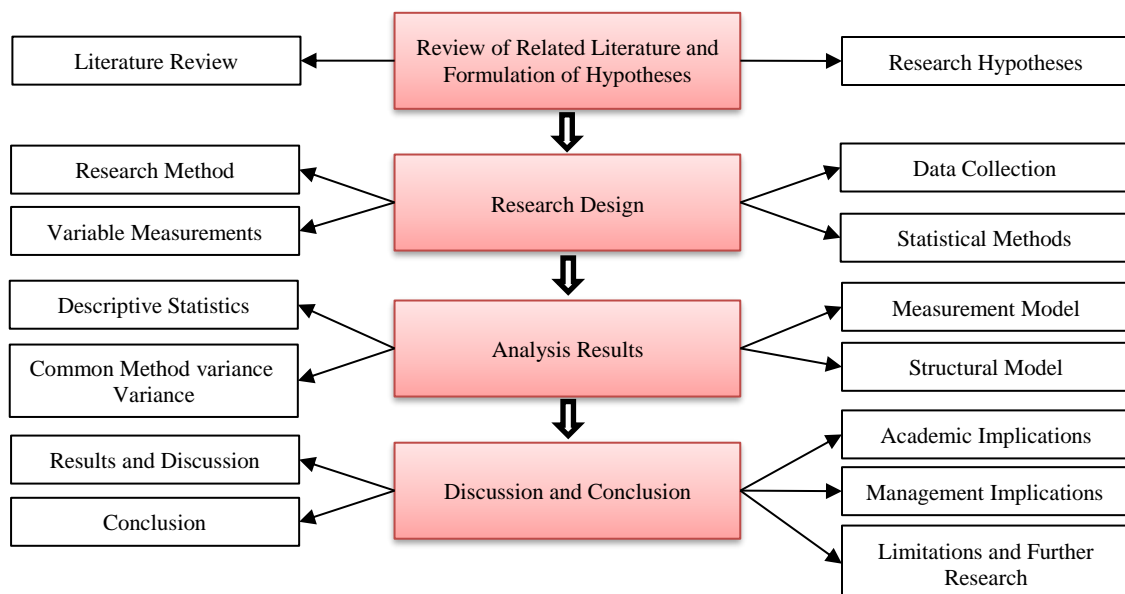 Review of Related Literature and
Formulation of Hypotheses
Literature Review
Research Hypotheses
Research Design
Research Method
Variable Measurements
Data Collection
Statistical Methods
Analysis Results
Descriptive Statistics
Common Method variance
Variance
Measurement Model
Structural Model
Discussion and Conclusion
Results and Discussion
Conclusion
Academic Implications
Management Implications
Limitations and Further
Research